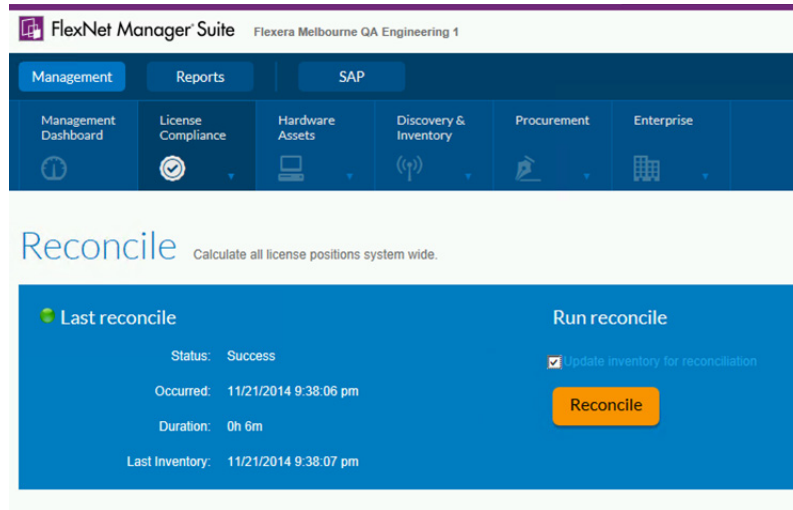 FlexNet Manager Suite Flexera Melbourne QA Engineering 1
Management Reports SAP
Management Dashboard
License Compliance
Hardware Assets
Discovery & Inventory
Procurement
Enterprise
Reconcile Calculate all license positions system wide.
Last reconcile
Status: Success
Occurred: 11/21/2014 9:38:06 pm
Duration: 0h 6m
Last Inventory: 11/21/2014 9:38:07 pm
Run reconcile
Update inventory for reconciliation
Reconcile